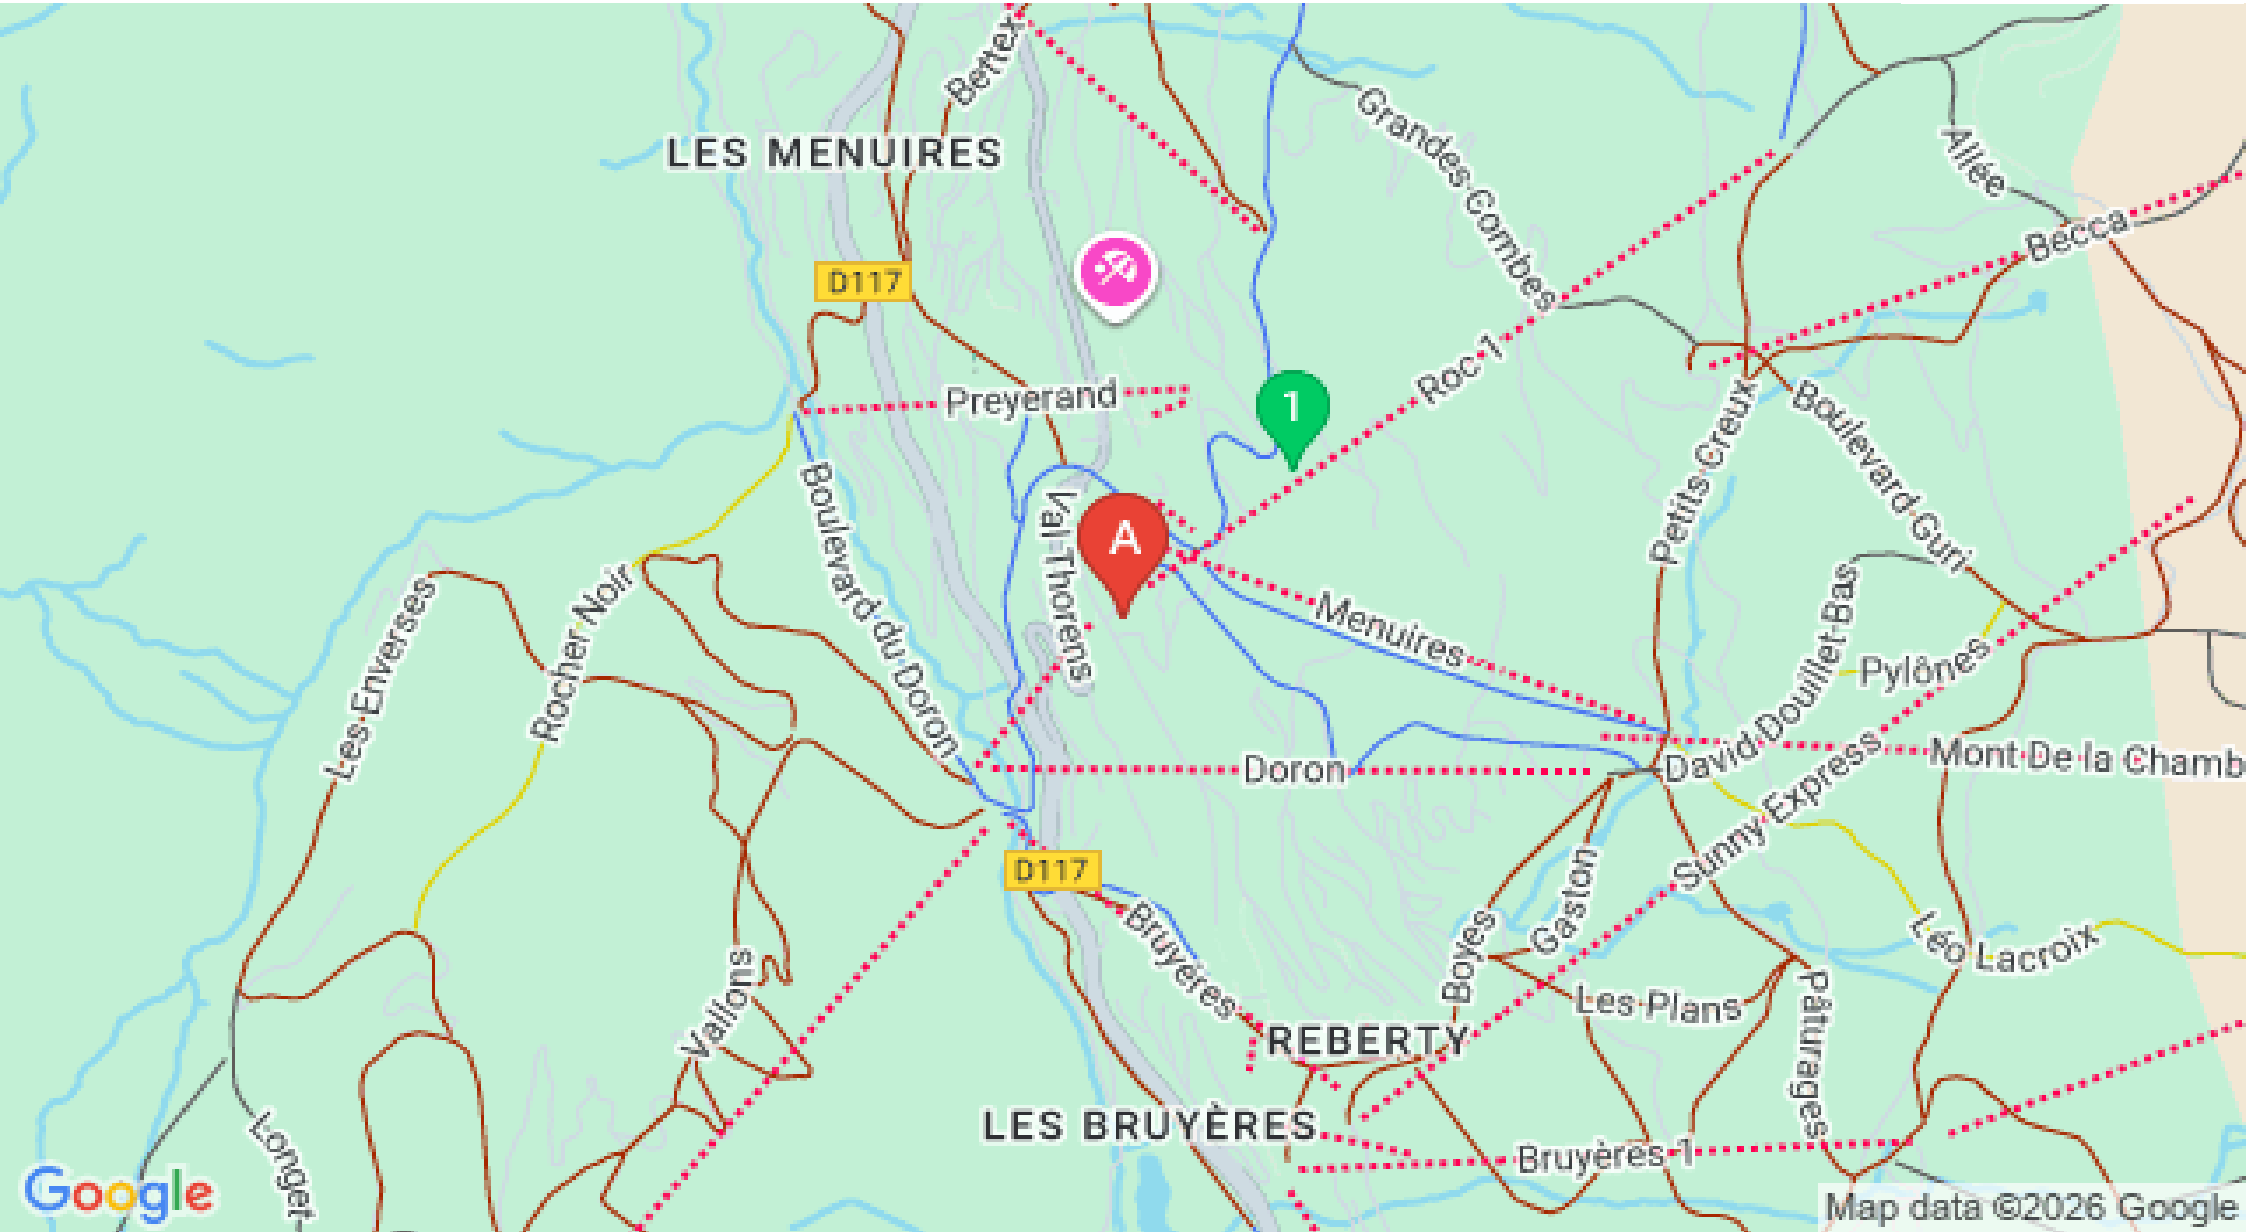 Bettex
Grandes Combes
Allée
LES MENUIRES
Becca
D117
Roc 1
Preyerand
1
Petits Creux
Boulevard Guri
Boulevard du Doron
Val Thorens
A
Rocher Noir
Les Enverses
Menuires
David Douillet Bas
Pylônes
Doron
Mont De la Chamb
Sunny Express
D117
Bruyères
Gaston
Boyes
Léo Lacroix
Vallons
Les Plans
Pâturages
REBERTY
LES BRUYÈRES
Longet
Bruyères 1
Google
Map data ©2026 Google